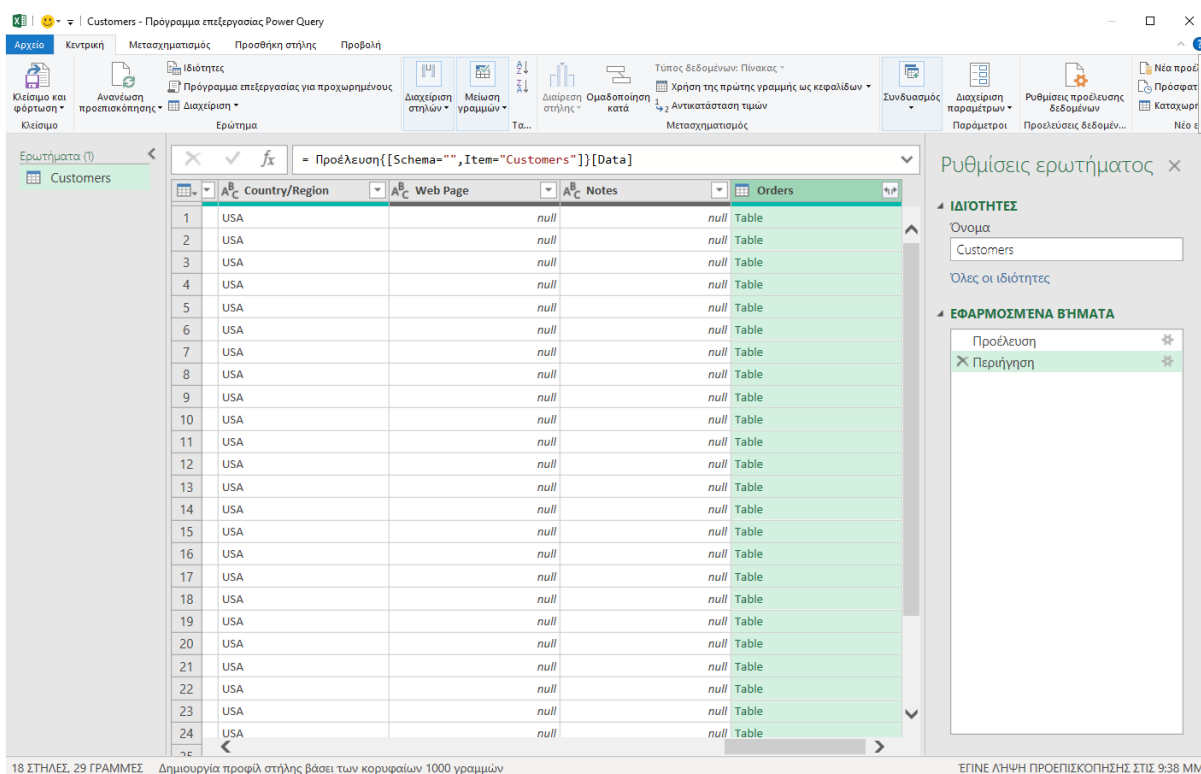 Customers - Πρόγραμμα επεξεργασίας Power Query
Αρχείο Κεντρική Μετασχηματισμός Προσθήκη στήλης Προβολή
Κλείσιμο και φόρτωση
Κλείσιμο
Ανανέωση προεπισκόπησης
Ιδιότητες
Πρόγραμμα επεξεργασίας για προχωρημένους
Διαχείριση
Ερώτημα
Διαχείριση στηλών
Μείωση γραμμών
Τα...
Διαίρεση στήλης
Ομαδοποίηση κατά
Τύπος δεδομένων: Πίνακας
Χρήση της πρώτης γραμμής ως κεφαλίδων
Αντικατάσταση τιμών
Μετασχηματισμός
Συνδυασμός
Διαχείριση παραμέτρων
Παράμετροι
Ρυθμίσεις προέλευσης δεδομένων
Προελεύσεις δεδομέν...
Νέα προέλ
Πρόσφατ
Καταχωρη
Νέο ε
Ερωτήματα (1)
Customers
fx = Προέλευση{[Schema="",Item="Customers"]}[Data]
Country/Region Web Page Notes Orders
1 USA null null Table
2 USA null null Table
3 USA null null Table
4 USA null null Table
5 USA null null Table
6 USA null null Table
7 USA null null Table
8 USA null null Table
9 USA null null Table
10 USA null null Table
11 USA null null Table
12 USA null null Table
13 USA null null Table
14 USA null null Table
15 USA null null Table
16 USA null null Table
17 USA null null Table
18 USA null null Table
19 USA null null Table
20 USA null null Table
21 USA null null Table
22 USA null null Table
23 USA null null Table
24 USA null null Table
Ρυθμίσεις ερωτήματος
ΙΔΙΌΤΗΤΕΣ
Όνομα
Customers
Όλες οι ιδιότητες
ΕΦΑΡΜΟΣΜΈΝΑ ΒΉΜΑΤΑ
Προέλευση
Περιήγηση
18 ΣΤΉΛΕΣ, 29 ΓΡΑΜΜΈΣ Δημιουργία προφίλ στήλης βάσει των κορυφαίων 1000 γραμμών
ΈΓΙΝΕ ΛΉΨΗ ΠΡΟΕΠΙΣΚΌΠΗΣΗΣ ΣΤΙΣ 9:38 ΜΜ